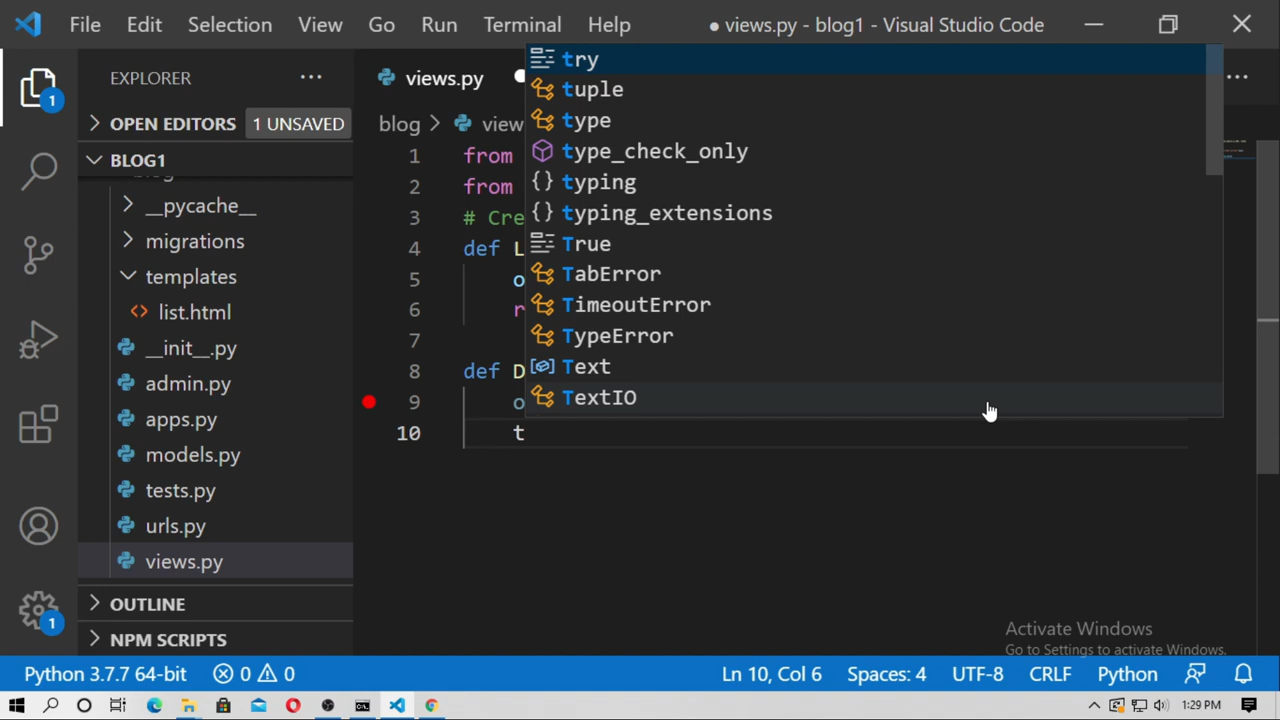 File Edit Selection View Go Run Terminal Help
● views.py - blog1 - Visual Studio Code
EXPLORER
OPEN EDITORS 1 UNSAVED
BLOG1
__pycache__
migrations
templates
list.html
__init__.py
admin.py
apps.py
models.py
tests.py
urls.py
views.py
OUTLINE
NPM SCRIPTS
1
1
views.py
blog > view
1 from
2 from
3 # Cre
4 def L
5 o
6 r
7
8 def D
9 o
10 t
try
tuple
type
type_check_only
typing
typing_extensions
True
TabError
TimeoutError
TypeError
Text
TextIO
Activate Windows
Go to Settings to activate Windows.
Python 3.7.7 64-bit 0 0 Ln 10, Col 6 Spaces: 4 UTF-8 CRLF Python
1:29 PM